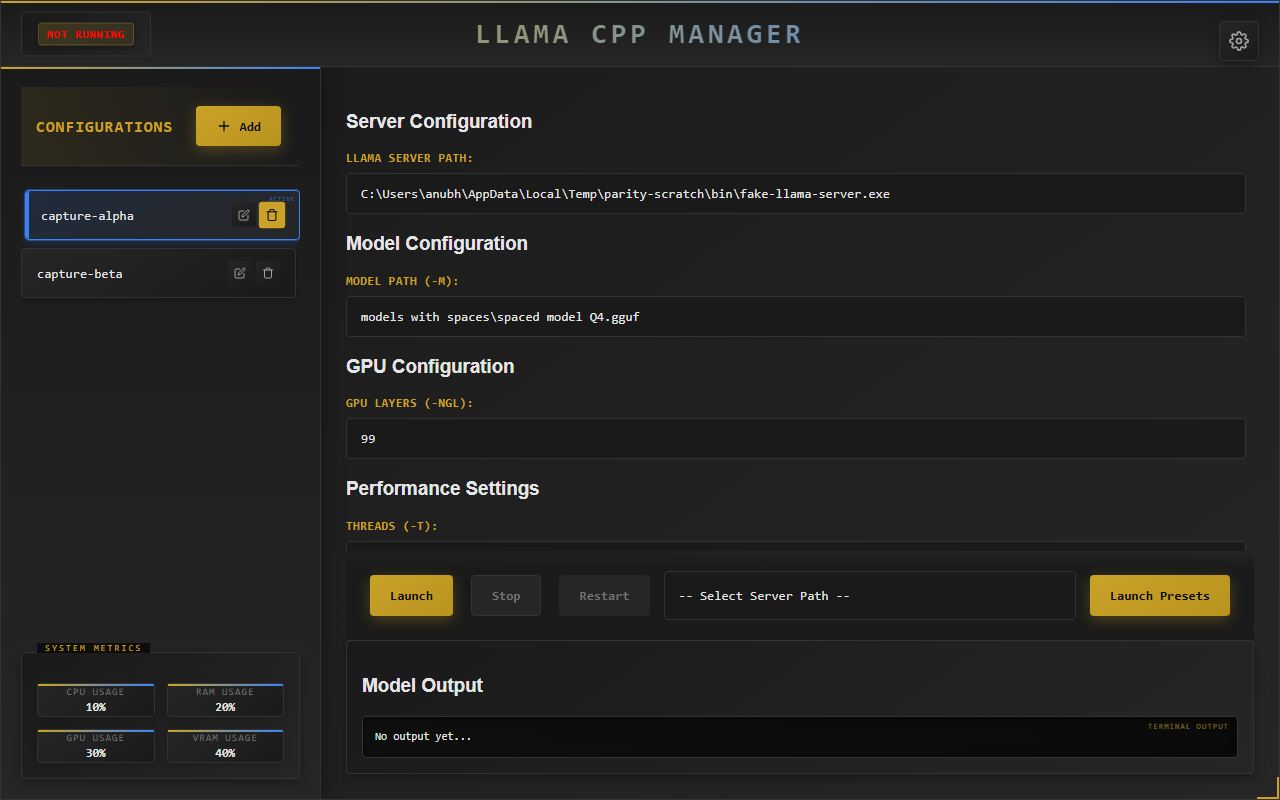 NOT RUNNING
LLAMA CPP MANAGER
CONFIGURATIONS
+ Add
ACTIVE
capture-alpha
capture-beta
SYSTEM METRICS
CPU USAGE
10%
RAM USAGE
20%
GPU USAGE
30%
VRAM USAGE
40%
Server Configuration
LLAMA SERVER PATH:
C:\Users\anubh\AppData\Local\Temp\parity-scratch\bin\fake-llama-server.exe
Model Configuration
MODEL PATH (-M):
models with spaces\spaced model Q4.gguf
GPU Configuration
GPU LAYERS (-NGL):
99
Performance Settings
THREADS (-T):
Launch
Stop
Restart
-- Select Server Path --
Launch Presets
Model Output
TERMINAL OUTPUT
No output yet...